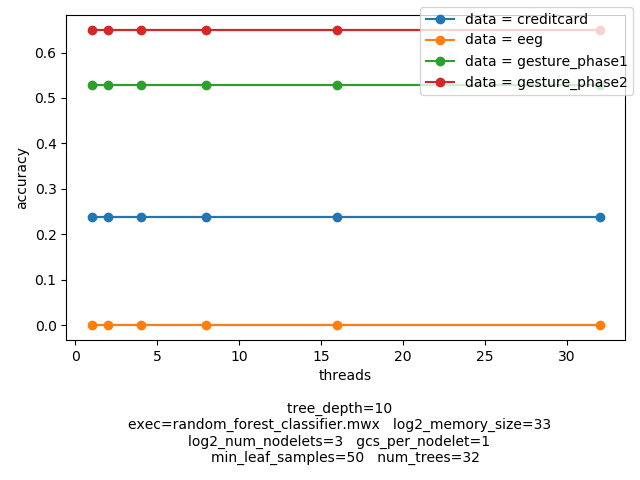 data = creditcard
data = eeg
data = gesture_phase1
data = gesture_phase2
accuracy
0.6
0.5
0.4
0.3
0.2
0.1
0.0
0 5 10 15 20 25 30
threads
tree_depth=10
exec=random_forest_classifier.mwx log2_memory_size=33
log2_num_nodelets=3 gcs_per_nodelet=1
min_leaf_samples=50 num_trees=32